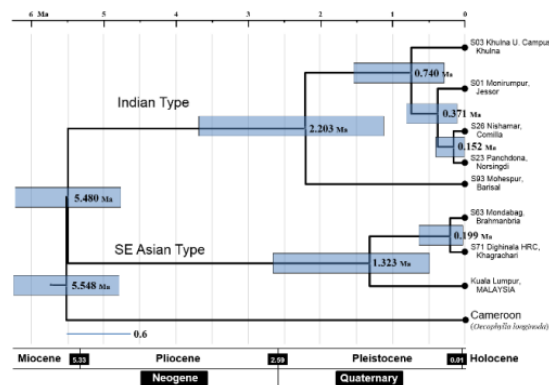 6 Ma 5 4 3 2 1 0
S03 Khulna U. Campus
Khulna
0.740 Ma
S01 Monirumpur,
Jessor
Indian Type
0.371 Ma
2.203 Ma
S26 Nishamar,
Comilla
0.152 Ma
S23 Panchdona,
Norsingdi
S93 Mohespur,
Barisal
5.480 Ma
S63 Mondabag,
Brahmanbria
0.199 Ma
SE Asian Type
S71 Dighinala HRC,
Khagrachari
1.323 Ma
5.548 Ma
Kuala Lumpur,
MALAYSIA
Cameroon
(Oecophylla longinoda)
0.6
Miocene 5.33 Pliocene 2.59 Pleistocene 0.01 Holocene
Neogene Quaternary